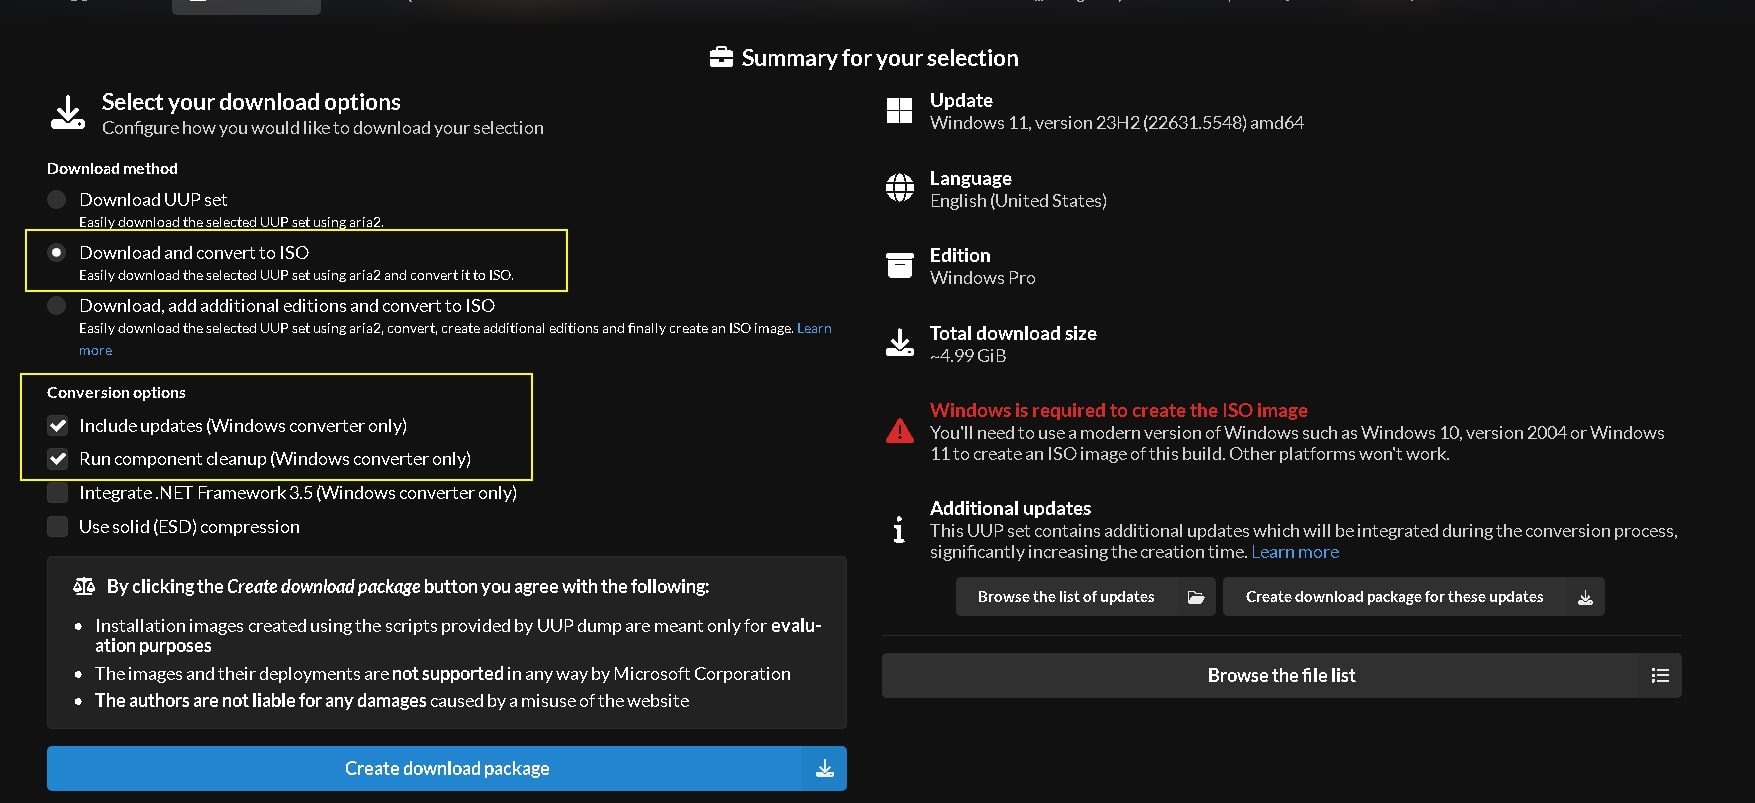 Summary for your selection
Select your download options
Configure how you would like to download your selection
Download method
Download UUP set
Easily download the selected UUP set using aria2.
Download and convert to ISO
Easily download the selected UUP set using aria2 and convert it to ISO.
Download, add additional editions and convert to ISO
Easily download the selected UUP set using aria2, convert, create additional editions and finally create an ISO image. Learn
more
Conversion options
Include updates (Windows converter only)
Run component cleanup (Windows converter only)
Integrate .NET Framework 3.5 (Windows converter only)
Use solid (ESD) compression
By clicking the Create download package button you agree with the following:
• Installation images created using the scripts provided by UUP dump are meant only for evalu-
ation purposes
• The images and their deployments are not supported in any way by Microsoft Corporation
• The authors are not liable for any damages caused by a misuse of the website
Create download package
Update
Windows 11, version 23H2 (22631.5548) amd64
Language
English (United States)
Edition
Windows Pro
Total download size
~4.99 GiB
Windows is required to create the ISO image
You'll need to use a modern version of Windows such as Windows 10, version 2004 or Windows
11 to create an ISO image of this build. Other platforms won't work.
Additional updates
This UUP set contains additional updates which will be integrated during the conversion process,
significantly increasing the creation time. Learn more
Browse the list of updates
Create download package for these updates
Browse the file list